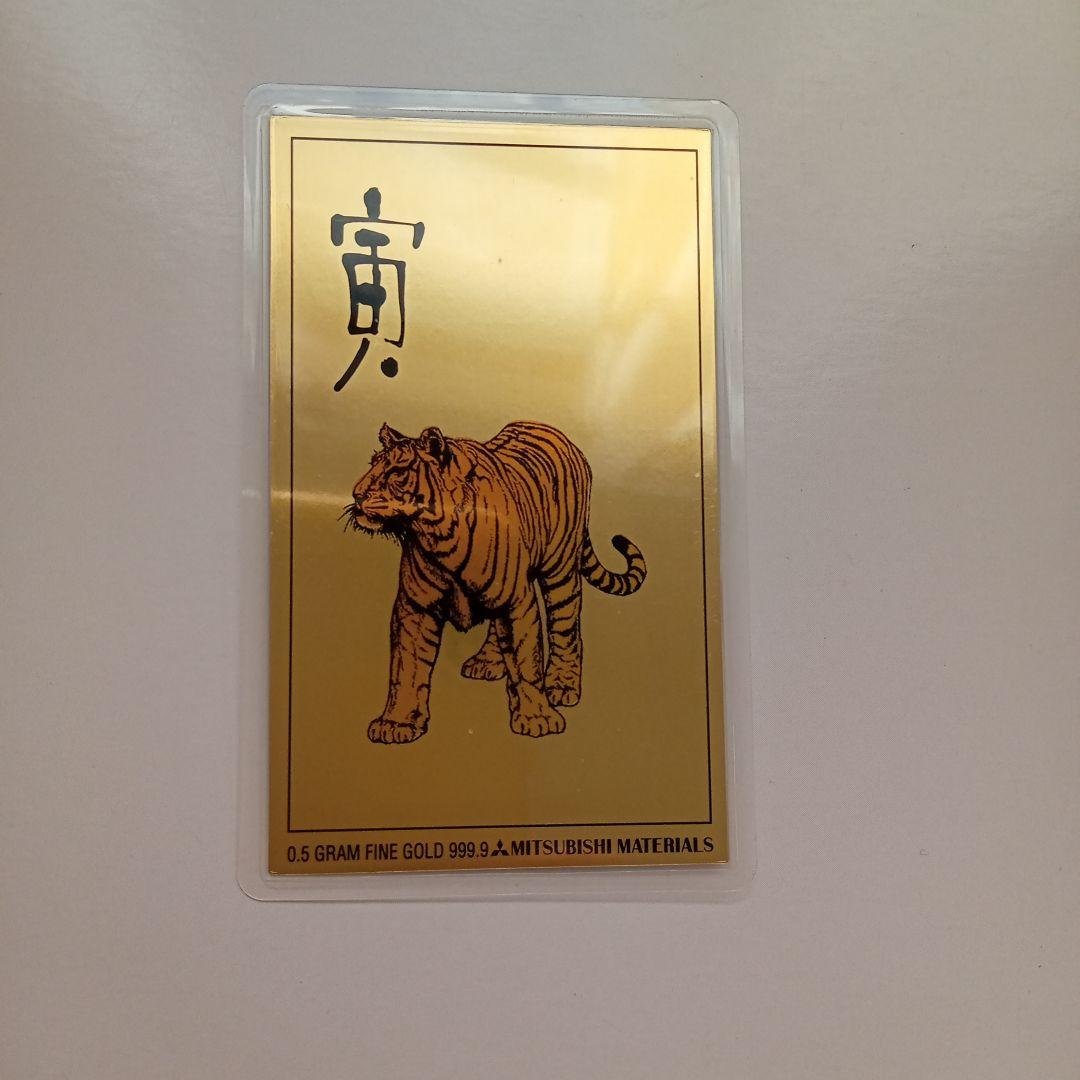 寅
0.5 GRAM FINE GOLD 999.9 MITSUBISHI MATERIALS